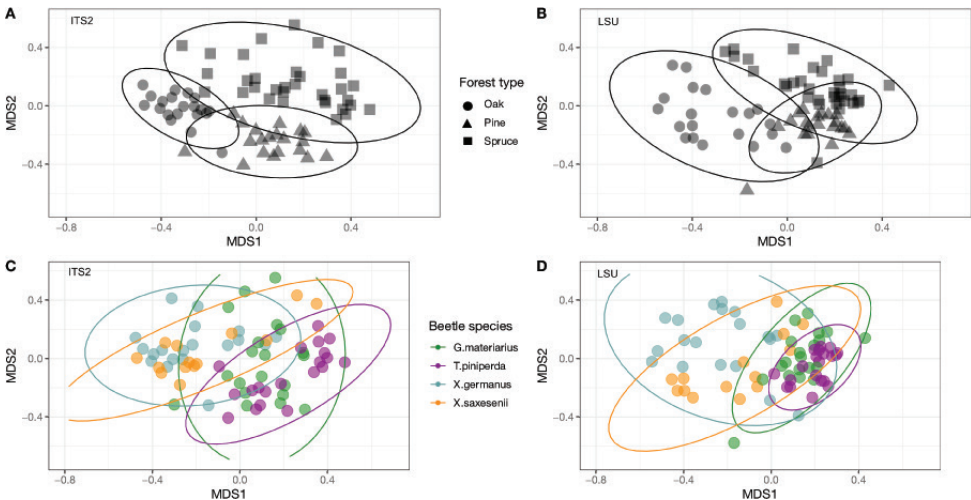 A
ITS2
0.4
0.0
−0.4
MDS2
−0.8
−0.4
0.0
0.4
MDS1
Forest type
Oak
Pine
Spruce
B
LSU
0.4
0.0
−0.4
MDS2
−0.8
−0.4
0.0
0.4
MDS1
C
ITS2
0.4
0.0
−0.4
MDS2
−0.8
−0.4
0.0
0.4
MDS1
Beetle species
G.materiarius
T.piniperda
X.germanus
X.saxesenii
D
LSU
0.4
0.0
−0.4
MDS2
−0.8
−0.4
0.0
0.4
MDS1